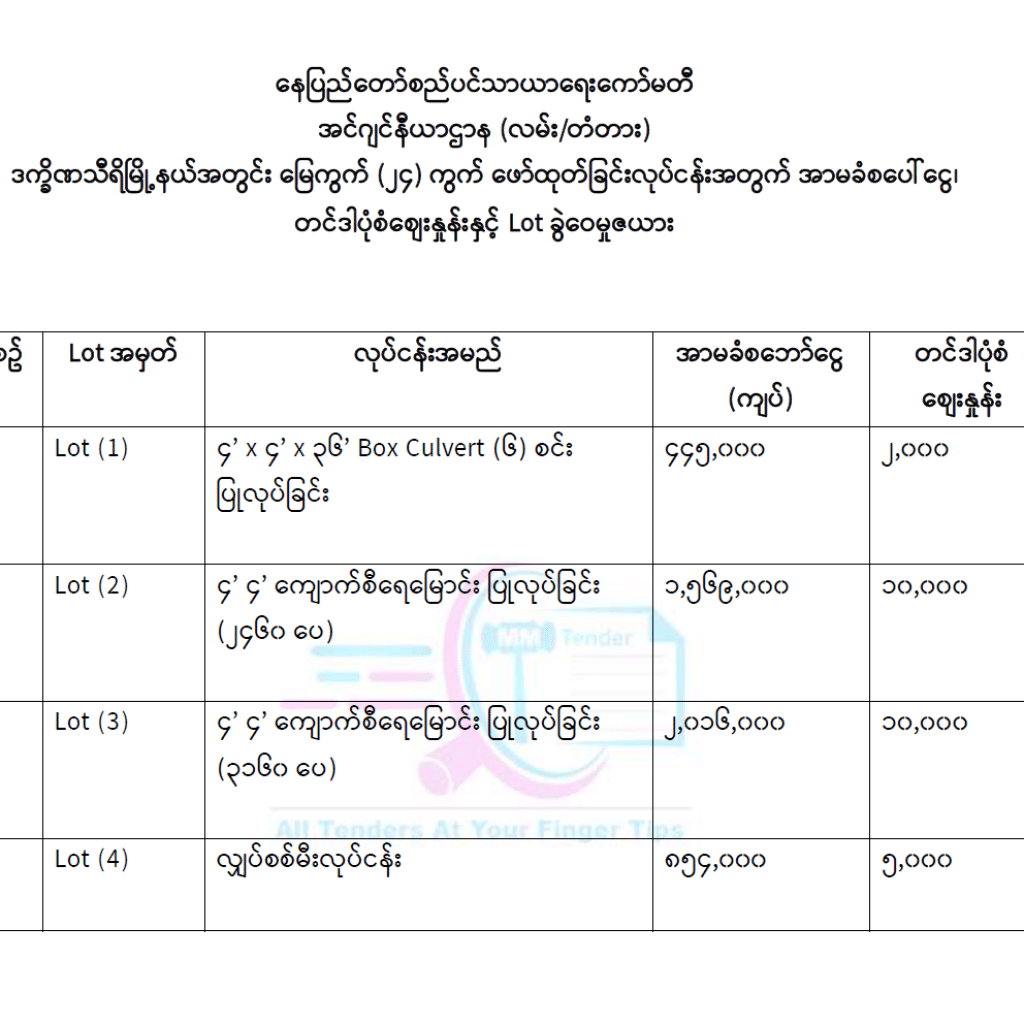 နေပြည်တော်စည်ပင်သာယာရေးကော်မတီ
အင်ဂျင်နီယာဌာန (လမ်း/တံတား)
ဒက္ခိဏသီရိမြို့နယ်အတွင်း မြေကွက် (၂၄) ကွက် ဖော်ထုတ်ခြင်းလုပ်ငန်းအတွက် အာမခံစပေါ်ငွေ၊
တင်ဒါပုံစံဈေးနှုန်းနှင့် Lot ခွဲဝေမှုဇယား
Lot အမှတ်
လုပ်ငန်းအမည်
အာမခံစဘော်ငွေ
(ကျပ်)
တင်ဒါပုံစံ
ဈေးနှုန်း
Lot (1)
၄’ x ၄’ x ၃၆’ Box Culvert (၆) စင်း
ပြုလုပ်ခြင်း
၄၄၅,၀၀၀
၂,၀၀၀
Lot (2)
၄’ ၄’ ကျောက်စီရေမြောင်း ပြုလုပ်ခြင်း
(၂၄၆၀ ပေ)
၁,၅၆၉,၀၀၀
၁၀,၀၀၀
MM Tender
Lot (3)
၄’ ၄’ ကျောက်စီရေမြောင်း ပြုလုပ်ခြင်း
(၃၁၆၀ ပေ)
၂,၀၁၆,၀၀၀
၁၀,၀၀၀
All Tenders At Your Finger Tips
Lot (4)
လျှပ်စစ်မီးလုပ်ငန်း
၈၅၄,၀၀၀
၅,၀၀၀